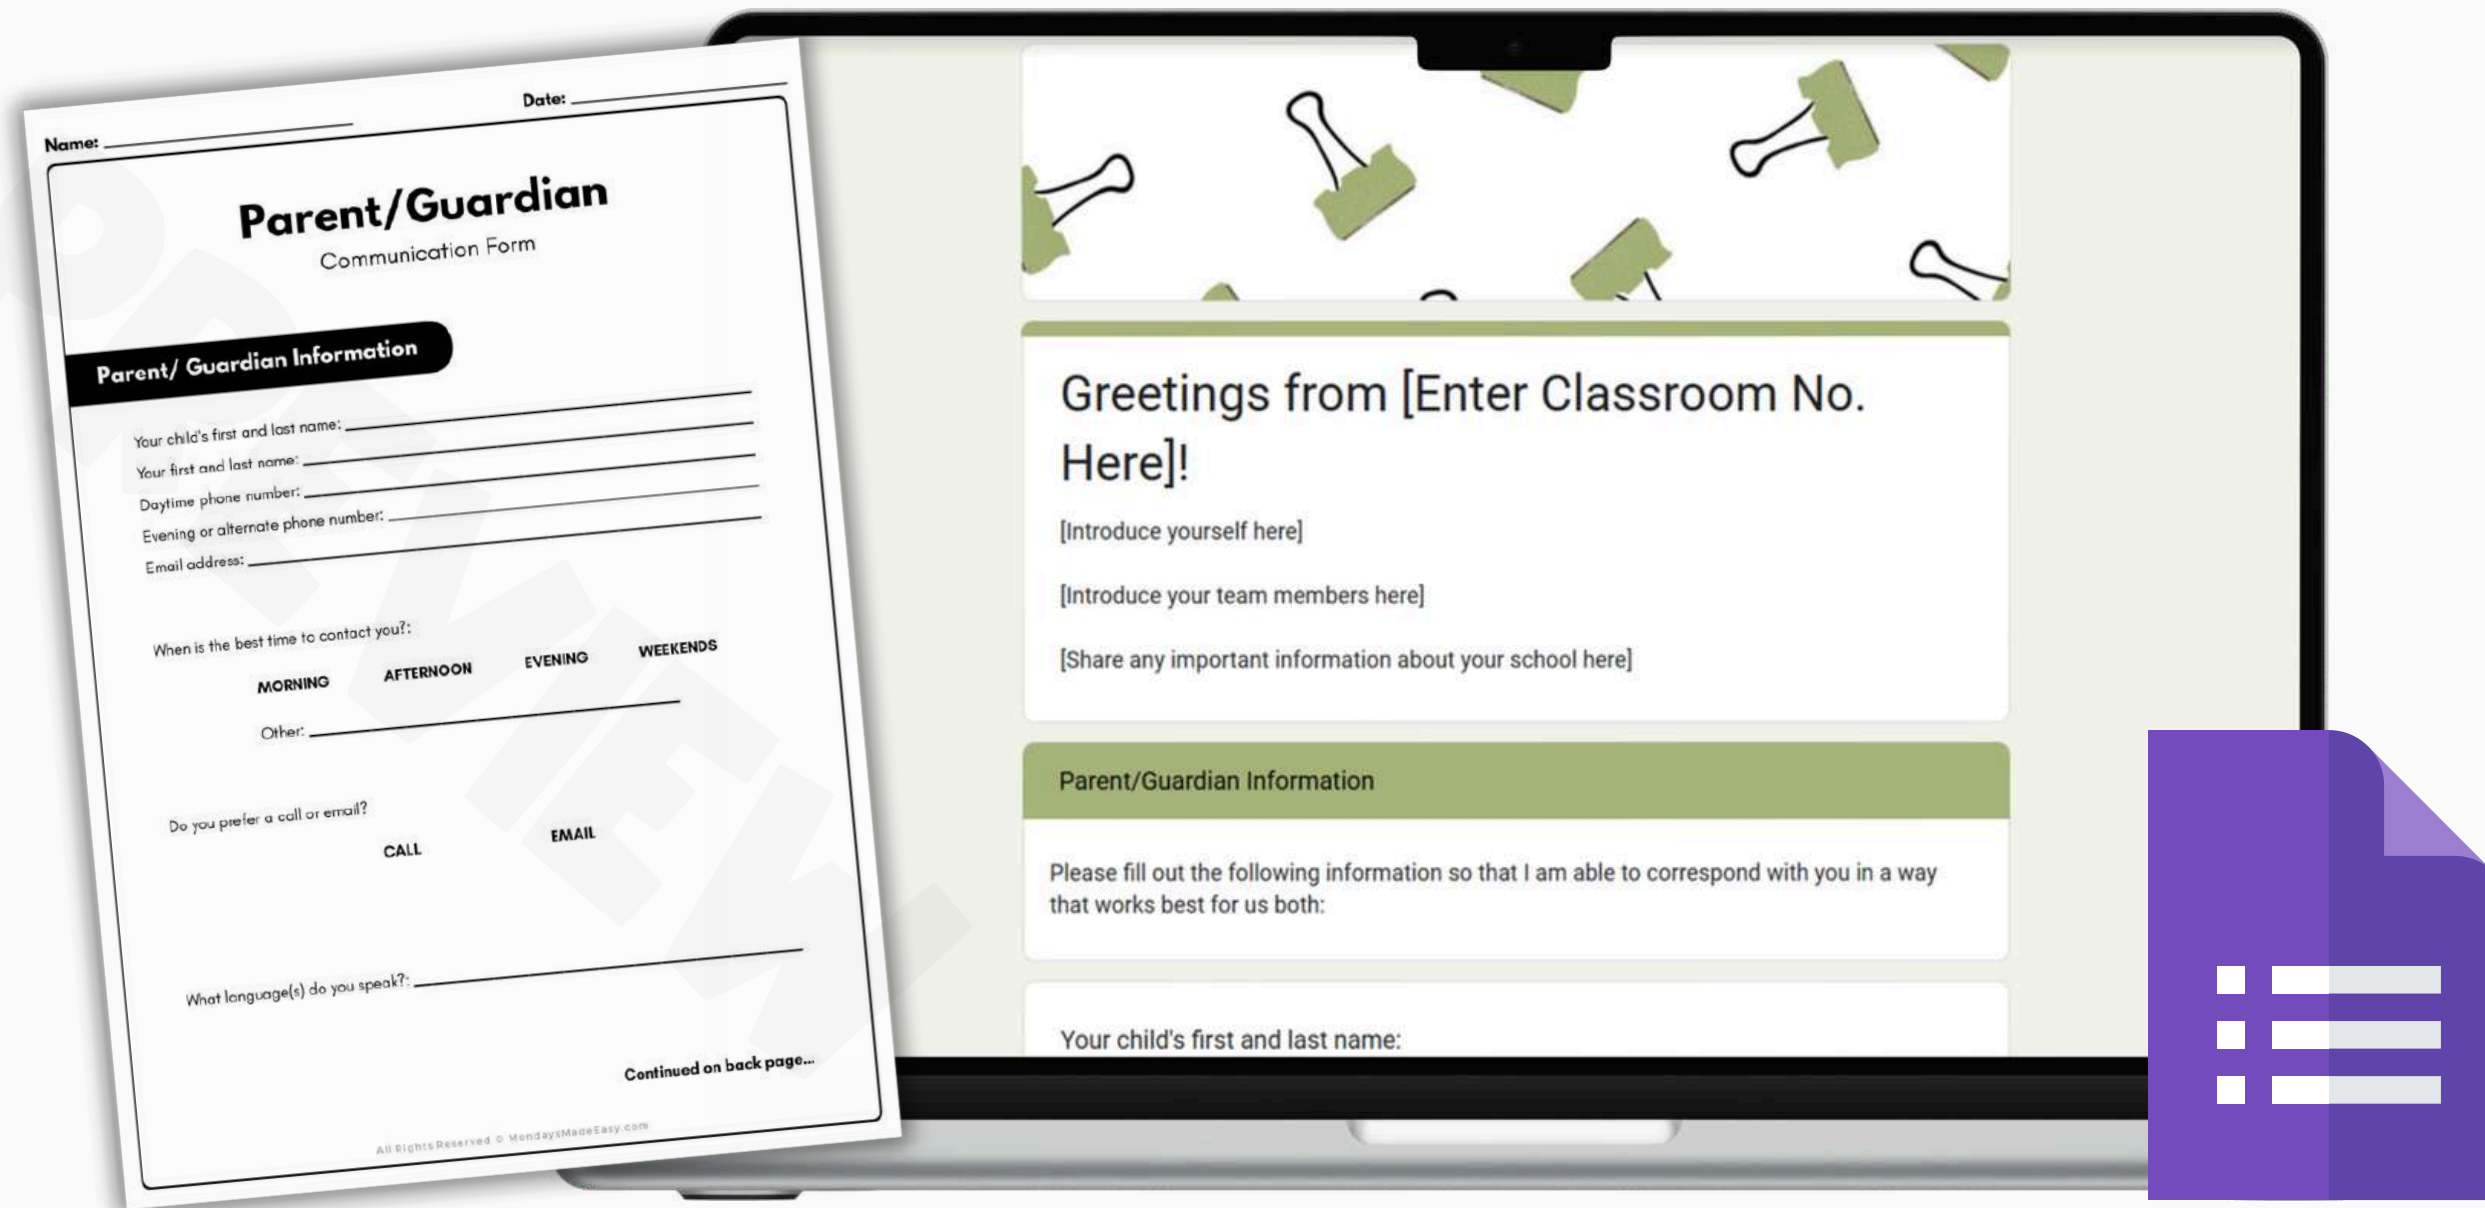 Name:
Date:
Parent/Guardian
Communication Form
Parent/ Guardian Information
Your child's first and last name:
Your first and last name:
Daytime phone number:
Evening or alternate phone number:
Email address:
When is the best time to contact you?:
MORNING AFTERNOON EVENING WEEKENDS
Other:
Do you prefer a call or email?
CALL EMAIL
What language(s) do you speak?:
Continued on back page...
All Rights Reserved © MondaysMadeEasy.com
PREVIEW
Greetings from [Enter Classroom No.
Here]!
[Introduce yourself here]
[Introduce your team members here]
[Share any important information about your school here]
Parent/Guardian Information
Please fill out the following information so that I am able to correspond with you in a way
that works best for us both:
Your child's first and last name: